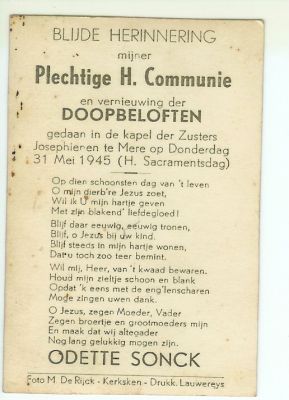 BLIJDE HERINNERING
mijner
Plechtige H. Communie
en vernieuwing der
DOOPBELOFTEN
gedaan in de kapel der Zusters
Josephieren te Mere op Donderdag
31 Mei 1945 (H. Sacramentsdag)
Op dien schoonsten dag van 't leven
O mijn dierb're Jezus zoet,
Wil ik U mijn hartje geven
Met zijn blakend' liefdegloed!
Blijf daar eeuwig, eeuwig tronen,
Blijf, o Jezus bij uw kind.
Blijf steeds in mijn hartje wonen,
Dat u toch zoo teer bemint.
Wil mij, Heer, van 't kwaad bewaren.
Houd mijn zieltje schoon en blank
Opdat 'k eens met de eng'lenscharen
Moge zingen uwen dank.
O Jezus, zegen Moeder, Vader
Zegen broertje en grootmoeders mijn
En maak dat wij altegader
Nog lang gelukkig mogen zijn.
ODETTE SONCK
Foto M. De Rijck - Kerksken - Drukk. Lauwereys